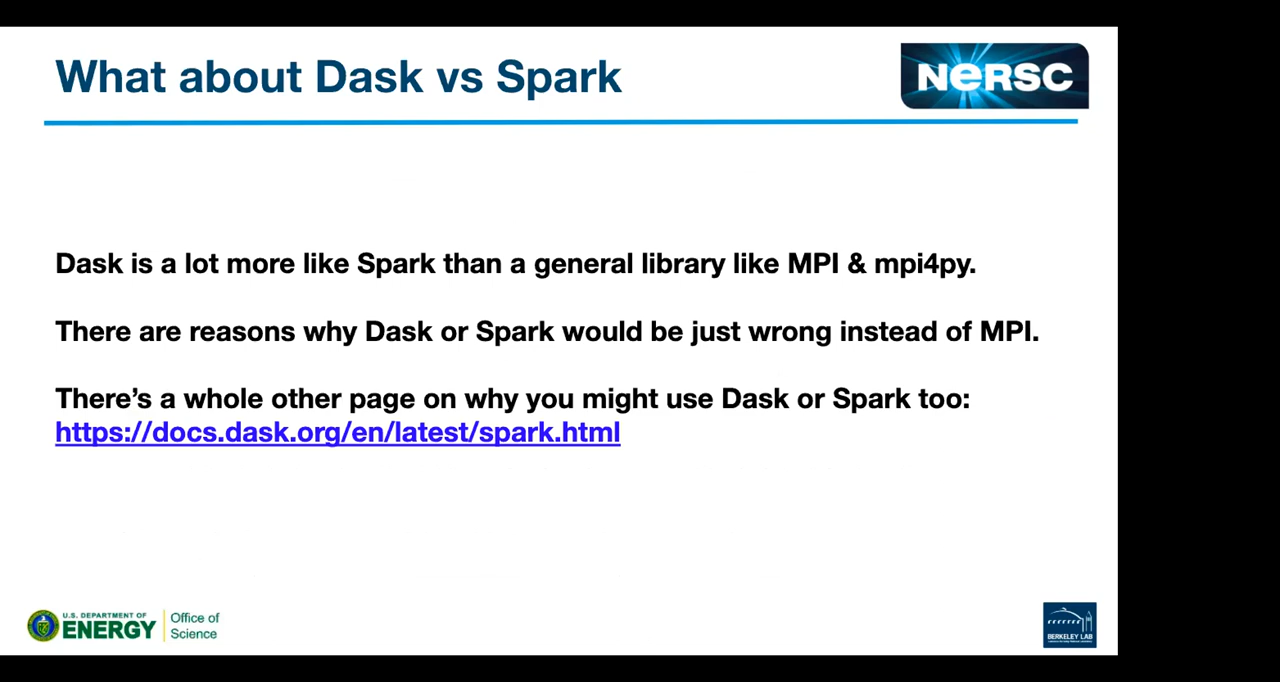 What about Dask vs Spark
NERSC
Dask is a lot more like Spark than a general library like MPI & mpi4py.
There are reasons why Dask or Spark would be just wrong instead of MPI.
There's a whole other page on why you might use Dask or Spark too:
https://docs.dask.org/en/latest/spark.html
U.S. DEPARTMENT OF
ENERGY
Office of
Science
BERKELEY LAB